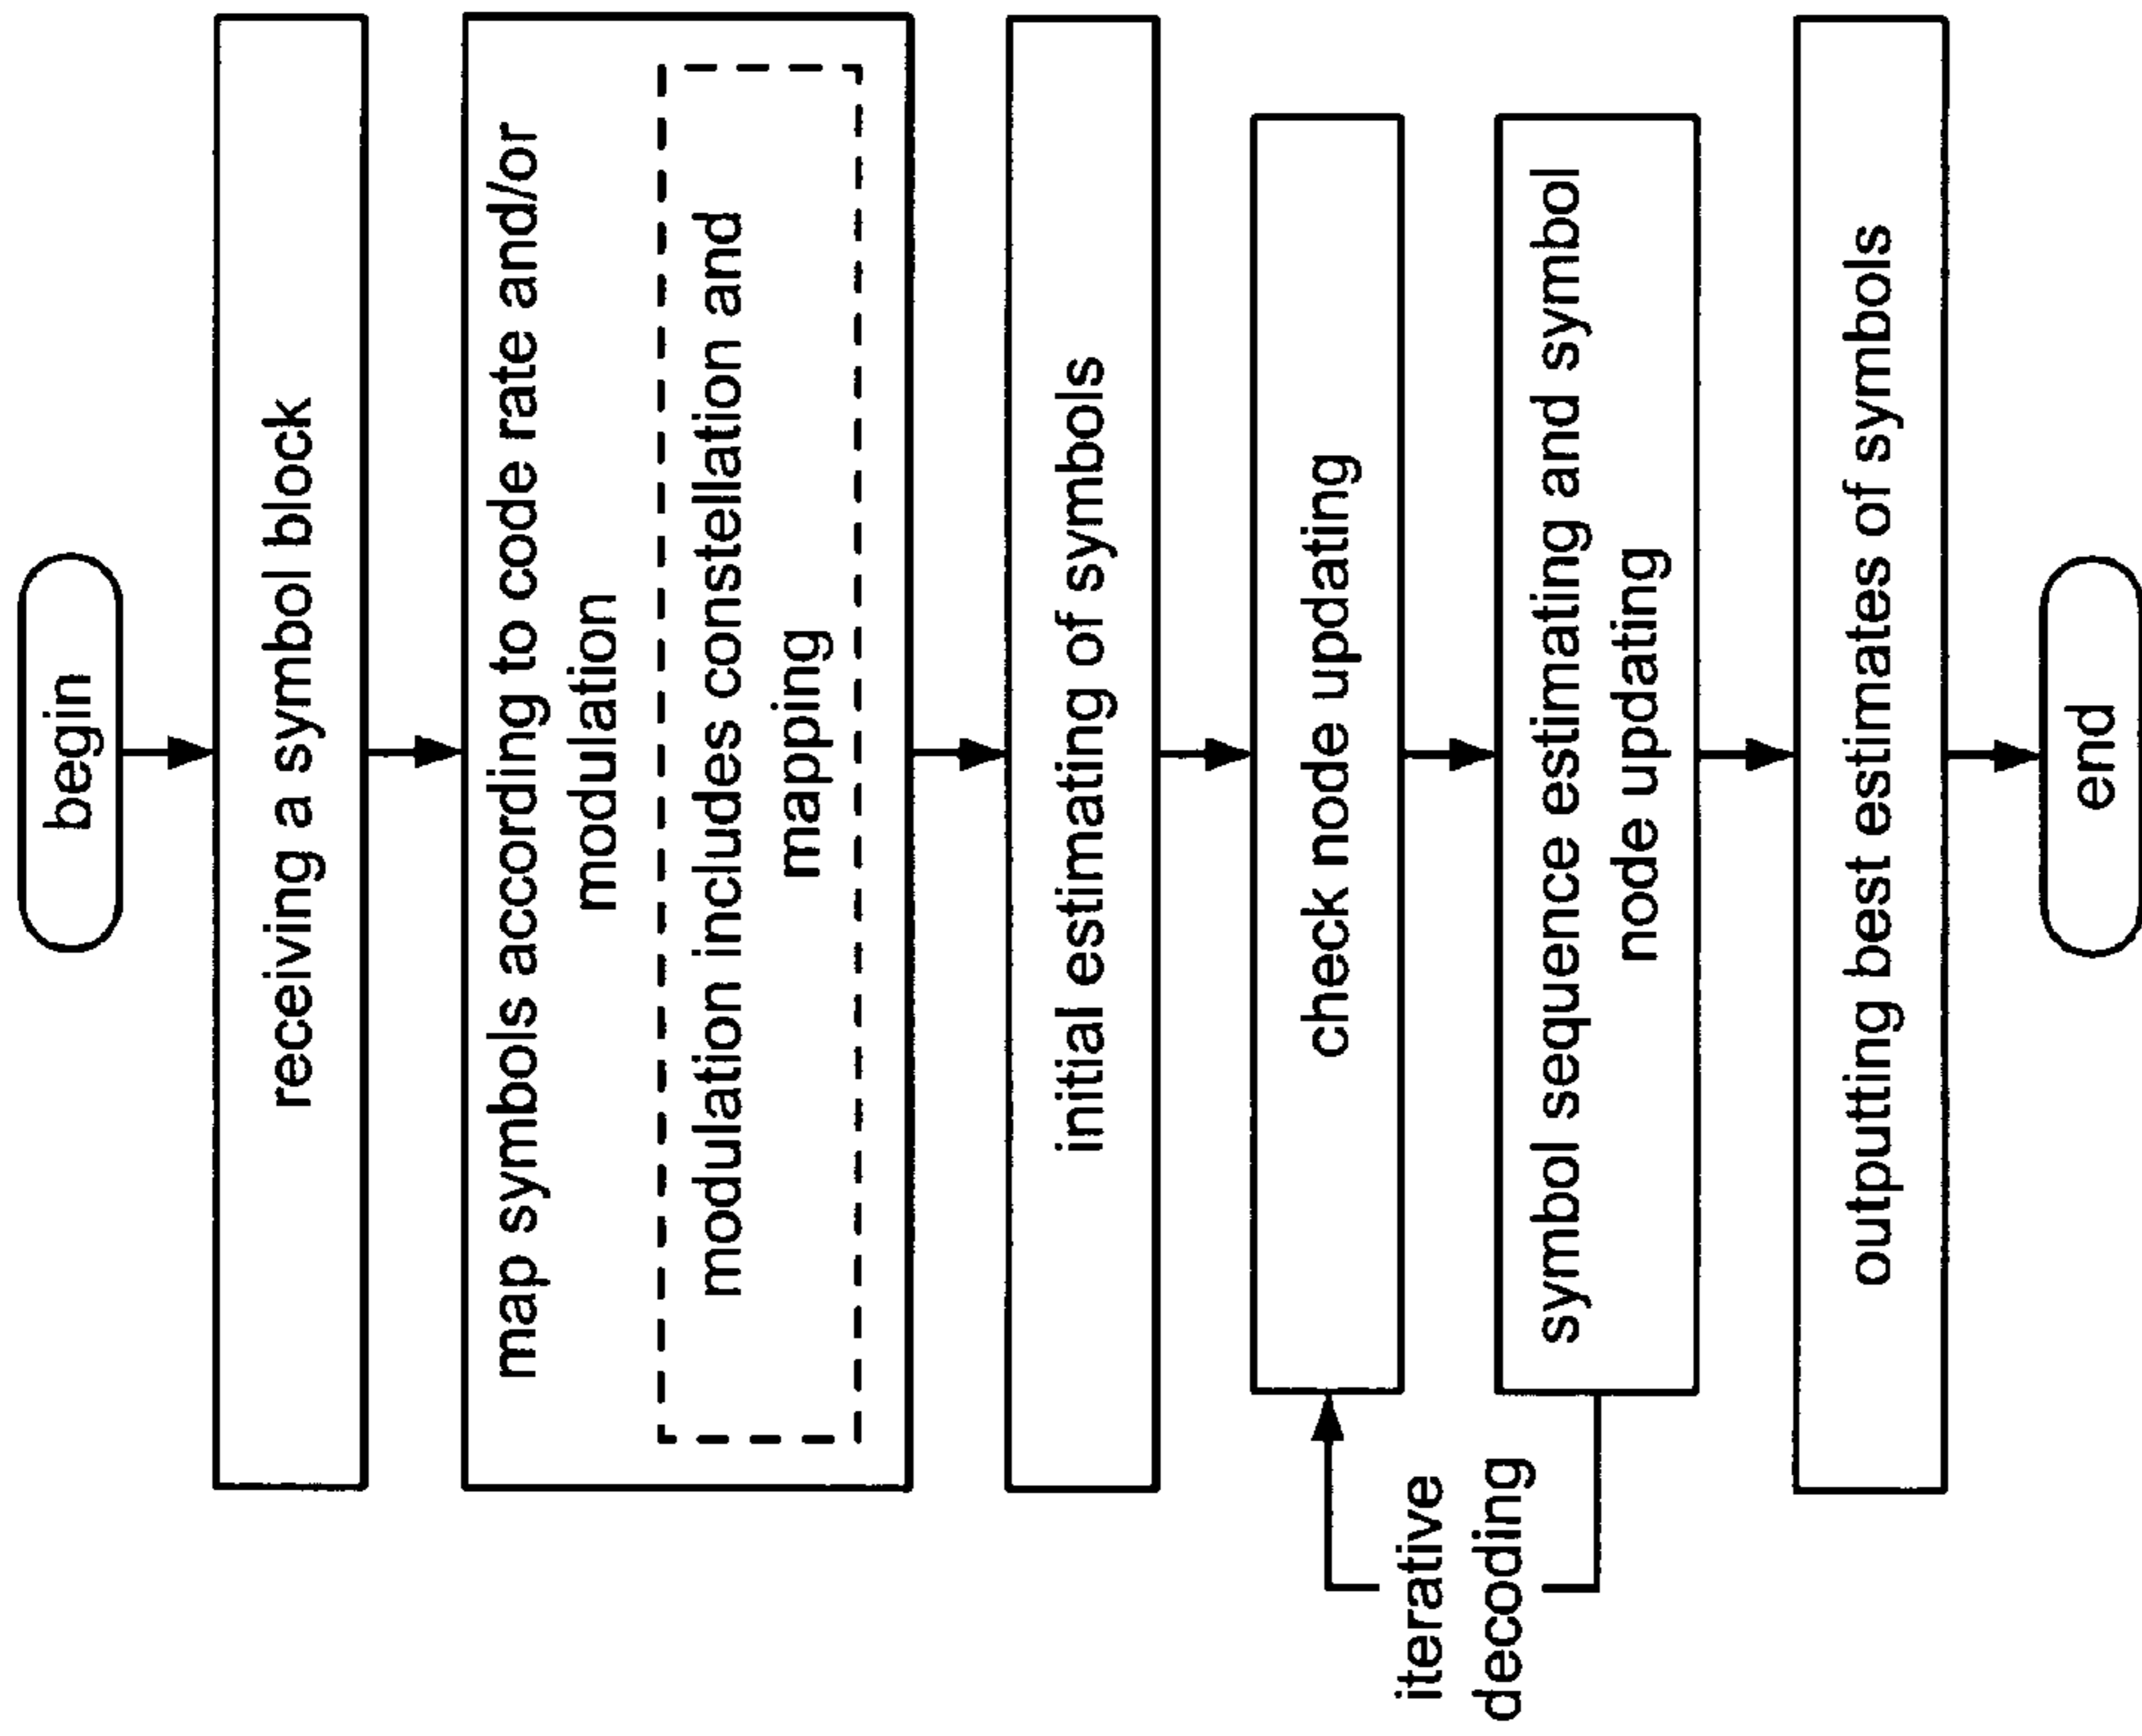 begin
receiving a symbol block
map symbols according to code rate and/or
modulation
modulation includes constellation and
mapping
initial estimating of symbols
check node updating
iterative
decoding
symbol sequence estimating and symbol
node updating
outputting best estimates of symbols
end